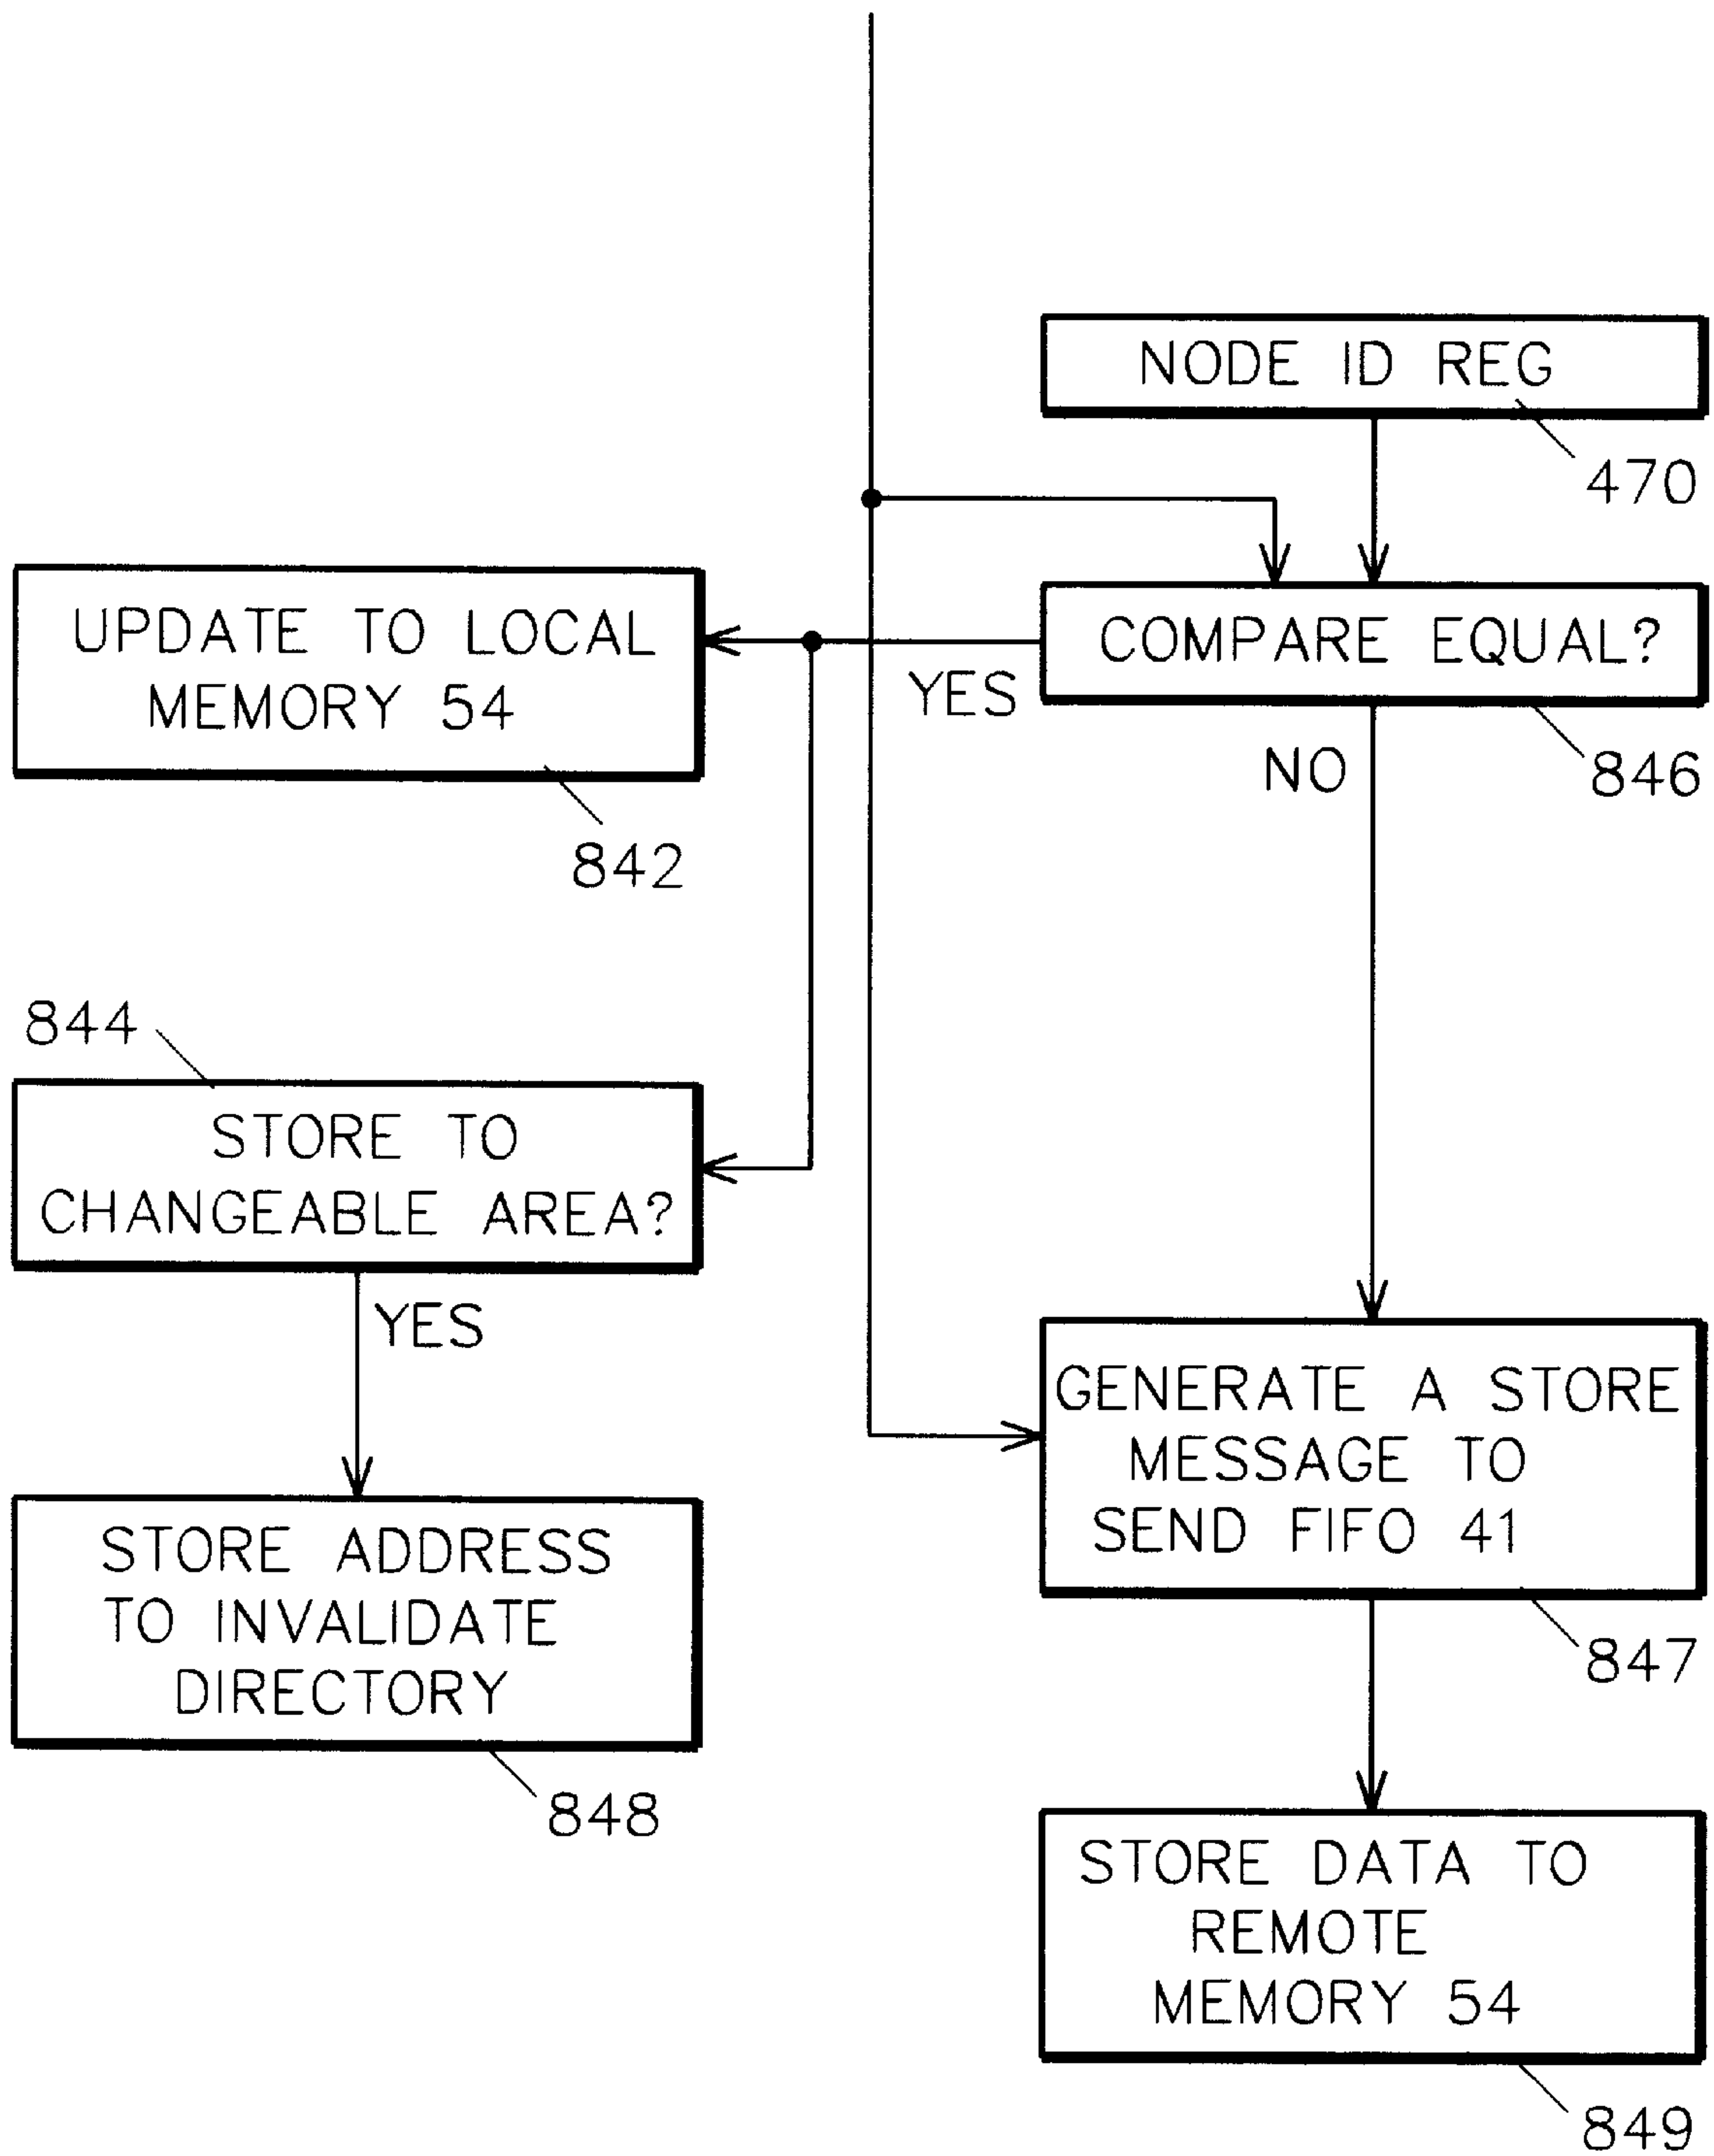 NODE ID REG
470
UPDATE TO LOCAL
MEMORY 54
842
COMPARE EQUAL?
846
YES
NO
844
STORE TO
CHANGEABLE AREA?
YES
GENERATE A STORE
MESSAGE TO
SEND FIFO 41
847
STORE ADDRESS
TO INVALIDATE
DIRECTORY
848
STORE DATA TO
REMOTE
MEMORY 54
849